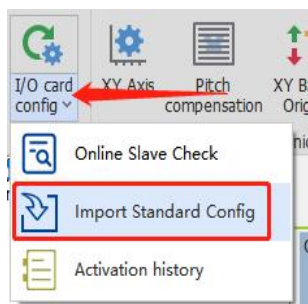 I/O card
config
XY Axis
Pitch
compensation
XY B
Orig
Online Slave Check
Import Standard Config
Activation history